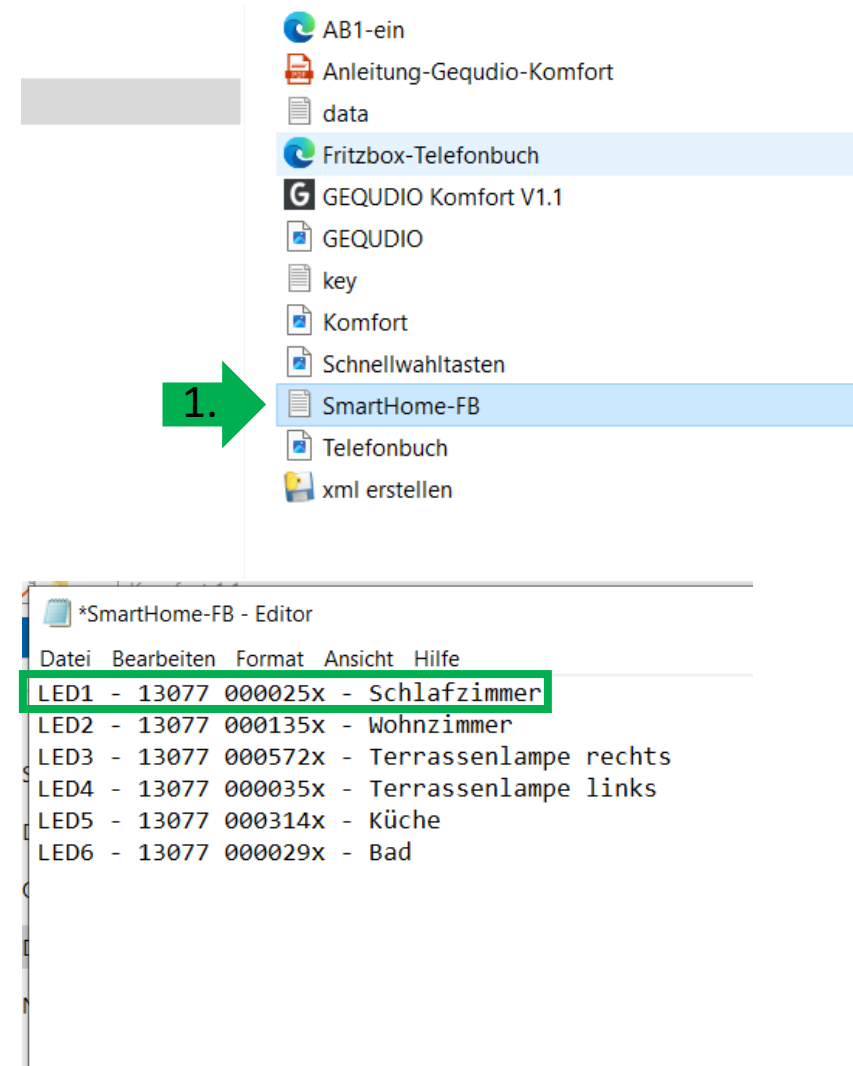 AB1-ein
Anleitung-Gequdio-Komfort
data
Fritzbox-Telefonbuch
GEQUDIO Komfort V1.1
GEQUDIO
key
Komfort
Schnellwahltasten
1.
SmartHome-FB
Telefonbuch
xml erstellen
*SmartHome-FB - Editor
Datei Bearbeiten Format Ansicht Hilfe
LED1 - 13077 000025x - Schlafzimmer
LED2 - 13077 000135x - Wohnzimmer
LED3 - 13077 000572x - Terrassenlampe rechts
LED4 - 13077 000035x - Terrassenlampe links
LED5 - 13077 000314x - Küche
LED6 - 13077 000029x - Bad